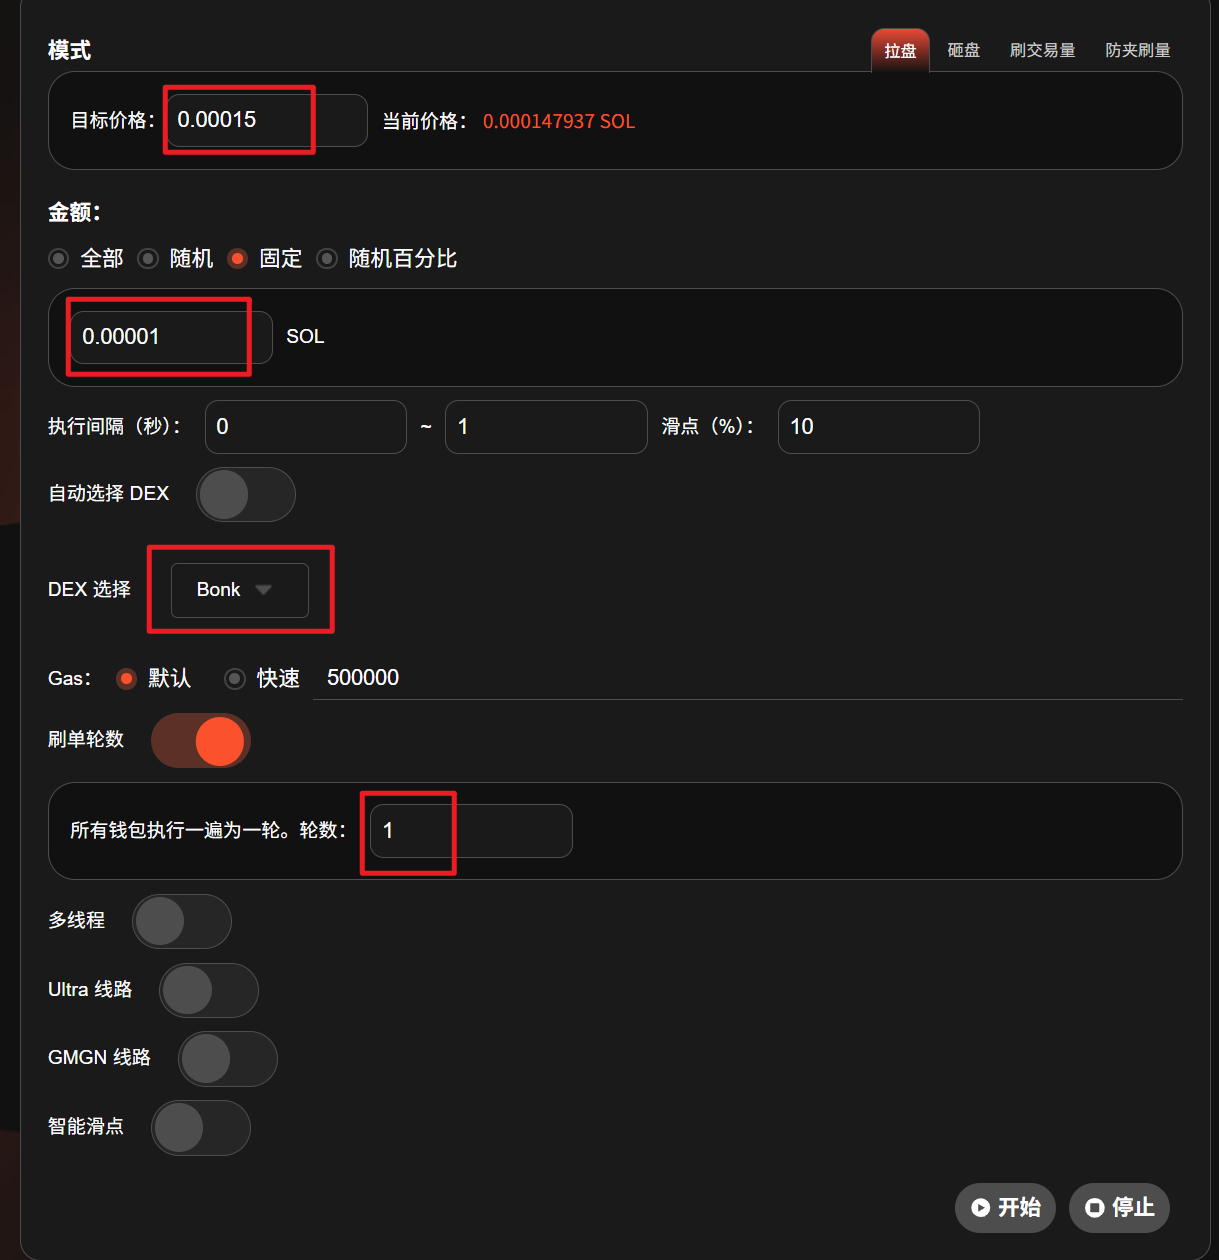 模式
拉盘 砸盘 刷交易量 防夹刷量
目标价格： 0.00015 当前价格： 0.000147937 SOL
金额：
全部 随机 固定 随机百分比
0.00001 SOL
执行间隔（秒）： 0 ~ 1 滑点（%）： 10
自动选择 DEX
DEX 选择 Bonk
Gas： 默认 快速 500000
刷单轮数
所有钱包执行一遍为一轮。轮数： 1
多线程
Ultra 线路
GMGN 线路
智能滑点
开始 停止